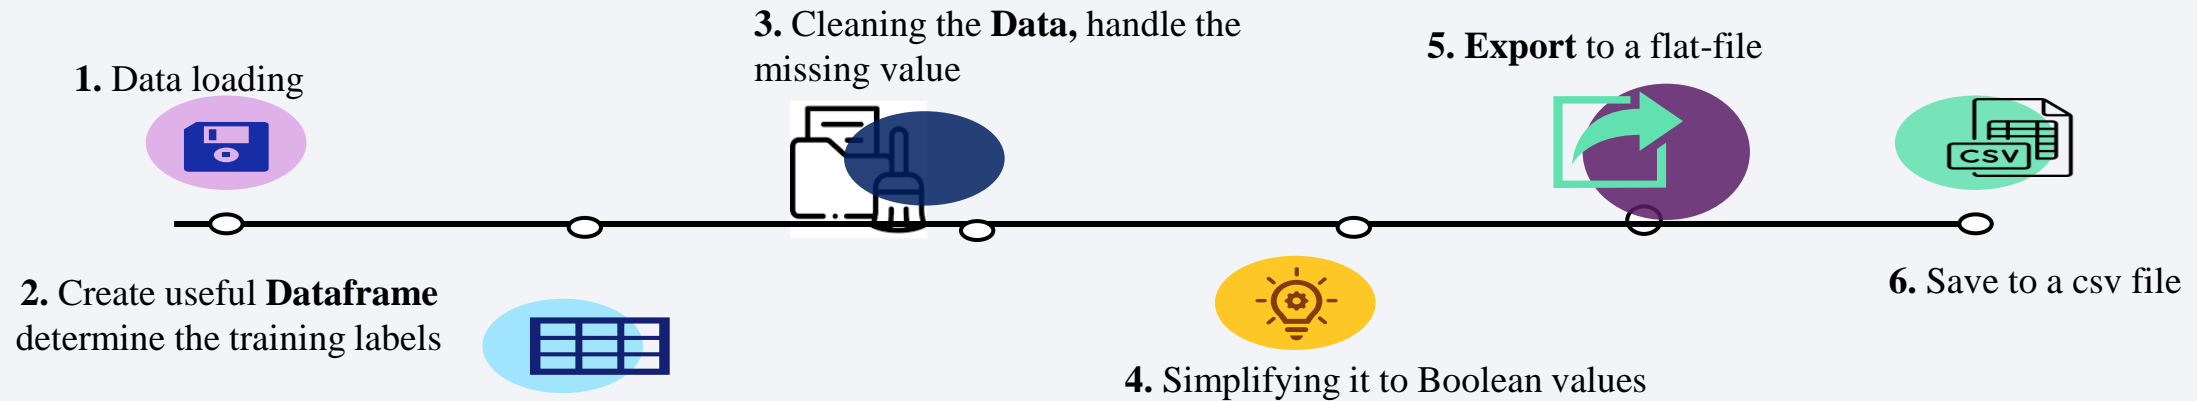 1. Data loading
2. Create useful Dataframe
determine the training labels
3. Cleaning the Data, handle the
missing value
4. Simplifying it to Boolean values
5. Export to a flat-file
CSV
6. Save to a csv file